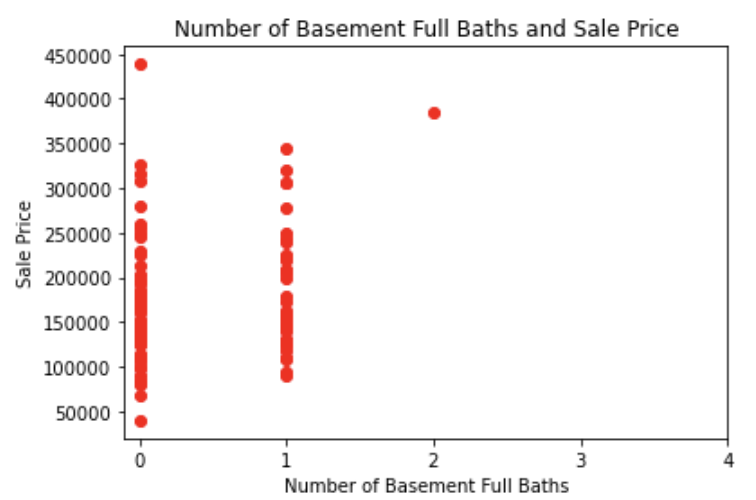 Number of Basement Full Baths and Sale Price
450000
400000
350000
300000
250000
200000
150000
100000
50000
Sale Price
0 1 2 3 4
Number of Basement Full Baths